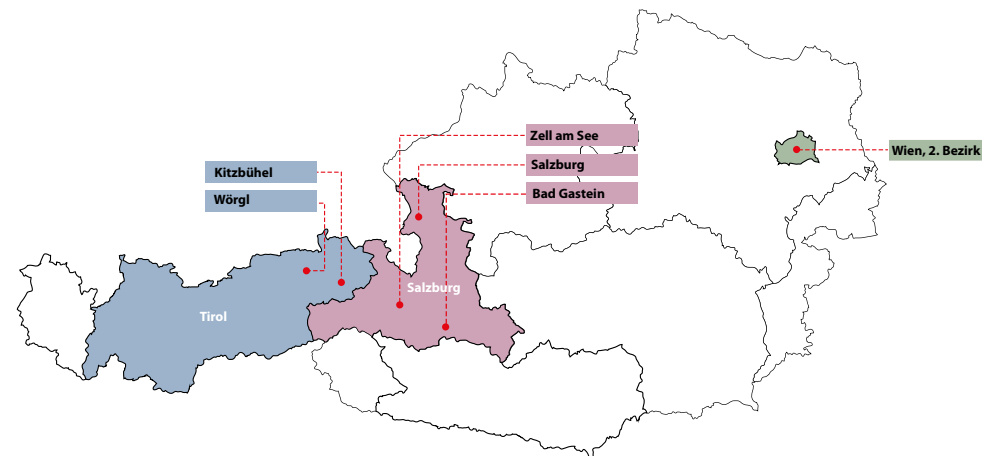 Zell am See
Wien, 2. Bezirk
Salzburg
Kitzbühel
Bad Gastein
Wörgl
Salzburg
Tirol